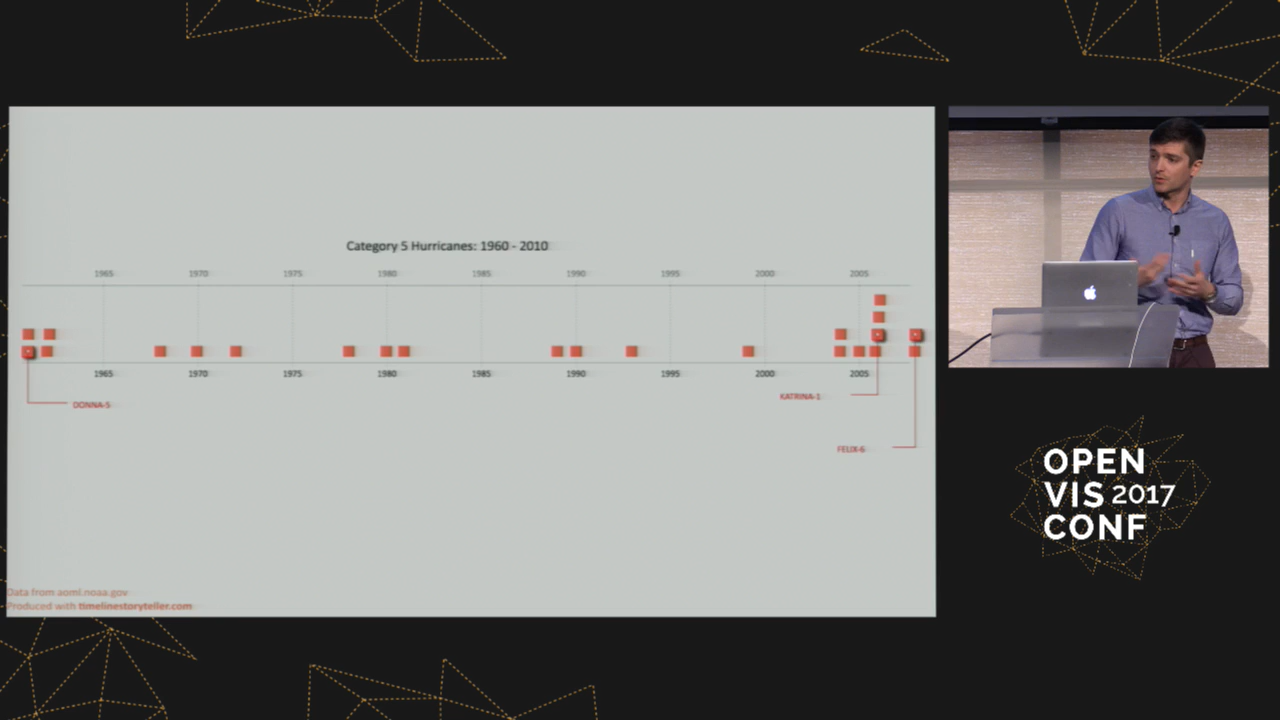 Category 5 Hurricanes: 1960 - 2010
1965 1970 1975 1980 1985 1990 1995 2000 2005
1965 1970 1975 1980 1985 1990 1995 2000 2005
DONNA-5
KATRINA-1
FELIX-6
Data from aoml.noaa.gov
Produced with timelinestoryteller.com
OPEN
VIS 2017
CONF